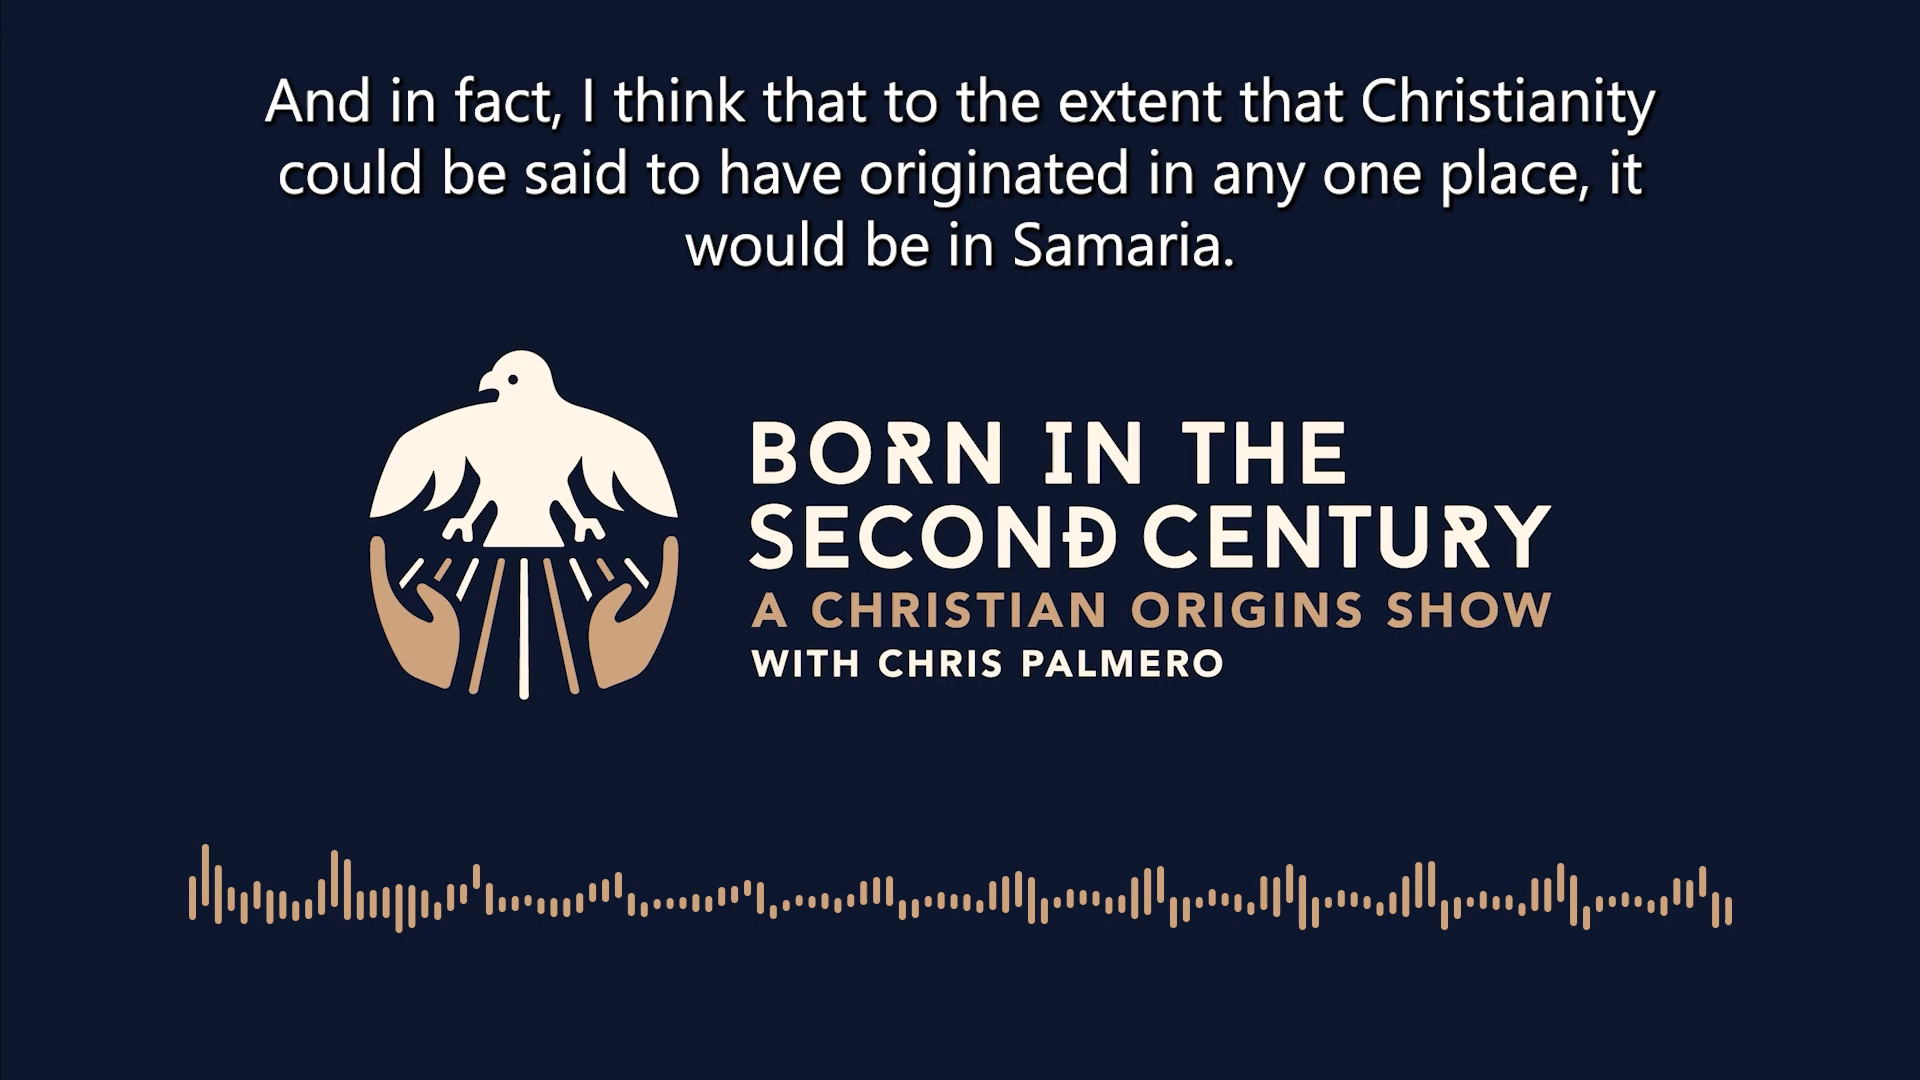 And in fact, I think that to the extent that Christianity
could be said to have originated in any one place, it
would be in Samaria.
BORN IN THE
SECOND CENTURY
A CHRISTIAN ORIGINS SHOW
WITH CHRIS PALMERO